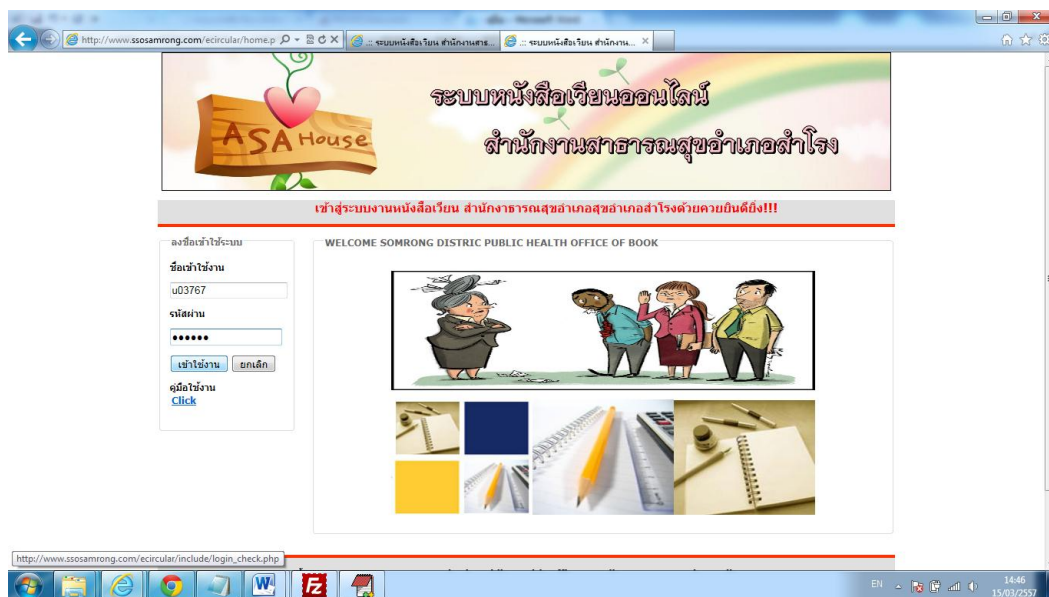 http://www.ssosamrong.com/ecircular/home.p
.:: ระบบหนังสือเวียน สำนักงานสาธ...
.:: ระบบหนังสือเวียน สำนักงาน...
ASA House
ระบบหนังสือเวียนออนไลน์
สำนักงานสาธารณสุขอำเภอสำโรง
เข้าสู่ระบบงานหนังสือเวียน สำนักงาธารณสุขอำเภอสุขอำเภอสำโรงด้วยควยยินดียิ่ง!!!
ลงชื่อเข้าใช้ระบบ
ชื่อเข้าใช้งาน
u03767
รหัสผ่าน
••••••
เข้าใช้งาน ยกเลิก
คู่มือใช้งาน
Click
WELCOME SOMRONG DISTRIC PUBLIC HEALTH OFFICE OF BOOK
http://www.ssosamrong.com/ecircular/include/login_check.php
EN
14:46
15/03/2557